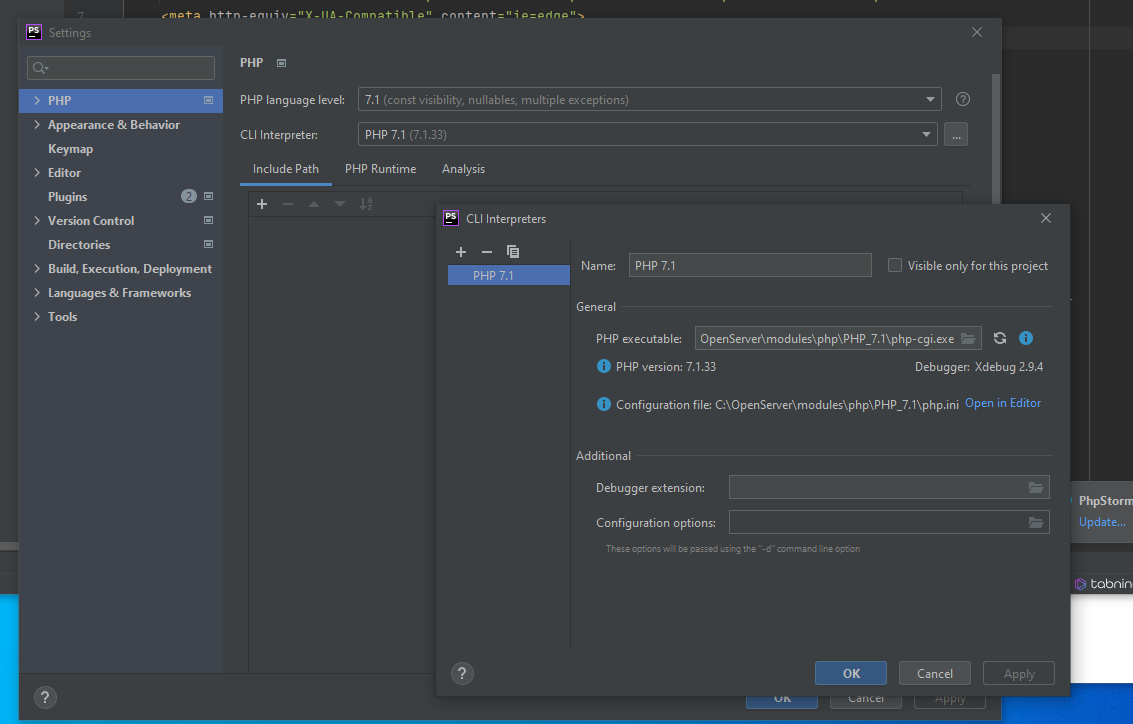 7 <meta http-equiv="X-UA-Compatible" content="ie=edge">
PS Settings
PHP
PHP
Appearance & Behavior
Keymap
Editor
Plugins 2
Version Control
Directories
Build, Execution, Deployment
Languages & Frameworks
Tools
PHP language level: 7.1 (const visibility, nullables, multiple exceptions)
CLI Interpreter: PHP 7.1 (7.1.33) ...
Include Path PHP Runtime Analysis
PS CLI Interpreters
PHP 7.1
Name: PHP 7.1 Visible only for this project
General
PHP executable: OpenServer\modules\php\PHP_7.1\php-cgi.exe
PHP version: 7.1.33 Debugger: Xdebug 2.9.4
Configuration file: C:\OpenServer\modules\php\PHP_7.1\php.ini Open in Editor
Additional
Debugger extension:
Configuration options:
These options will be passed using the "-d" command line option
? OK Cancel Apply
? OK Cancel Apply
PhpStorm
Update...
tabnin